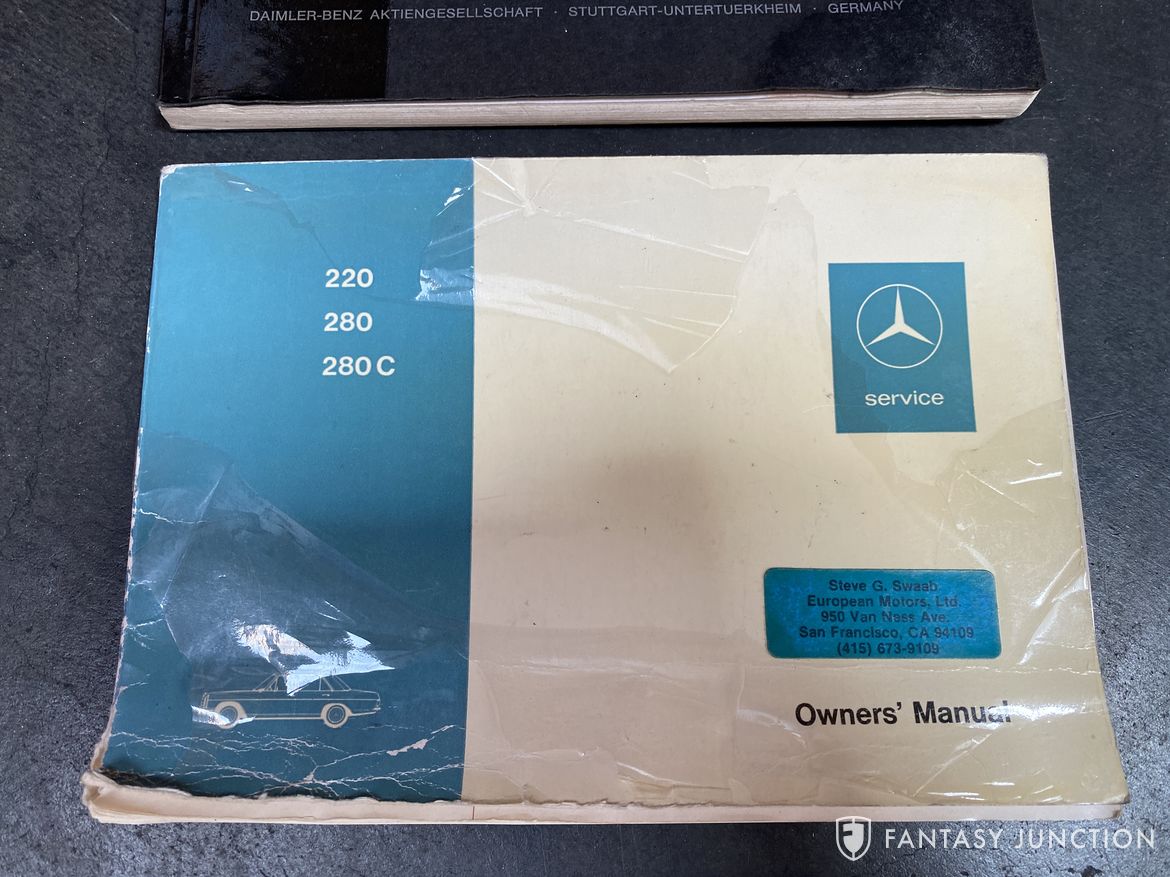 DAIMLER-BENZ AKTIENGESELLSCHAFT · STUTTGART-UNTERTUERKHEIM · GERMANY
220
280
280 C
service
Steve G. Swaab
European Motors, Ltd.
950 Van Ness Ave.
San Francisco, CA 94109
(415) 673-9109
Owners' Manual
FANTASY JUNCTION